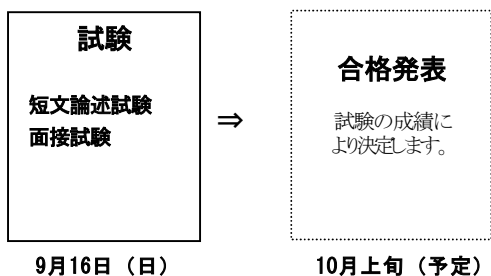 試験
短文論述試験
面接試験
⇒
合格発表
試験の成績に
より決定します。
9月16日（日）
10月上旬（予定）